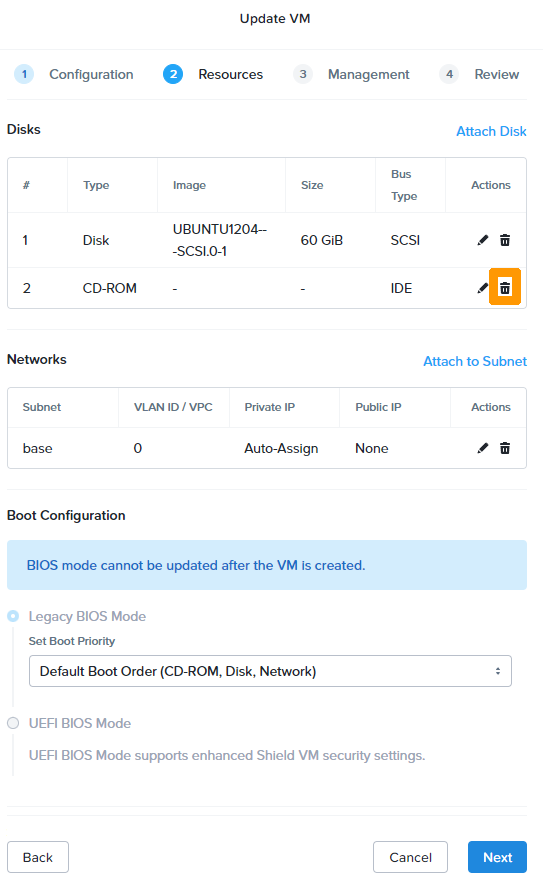 Update VM
1 Configuration 2 Resources 3 Management 4 Review
Disks Attach Disk
# Type Image Size Bus Type Actions
1 Disk UBUNTU1204--
-SCSI.0-1 60 GiB SCSI
2 CD-ROM - - IDE
Networks Attach to Subnet
Subnet VLAN ID / VPC Private IP Public IP Actions
base 0 Auto-Assign None
Boot Configuration
BIOS mode cannot be updated after the VM is created.
Legacy BIOS Mode
Set Boot Priority
Default Boot Order (CD-ROM, Disk, Network)
UEFI BIOS Mode
UEFI BIOS Mode supports enhanced Shield VM security settings.
Back Cancel Next